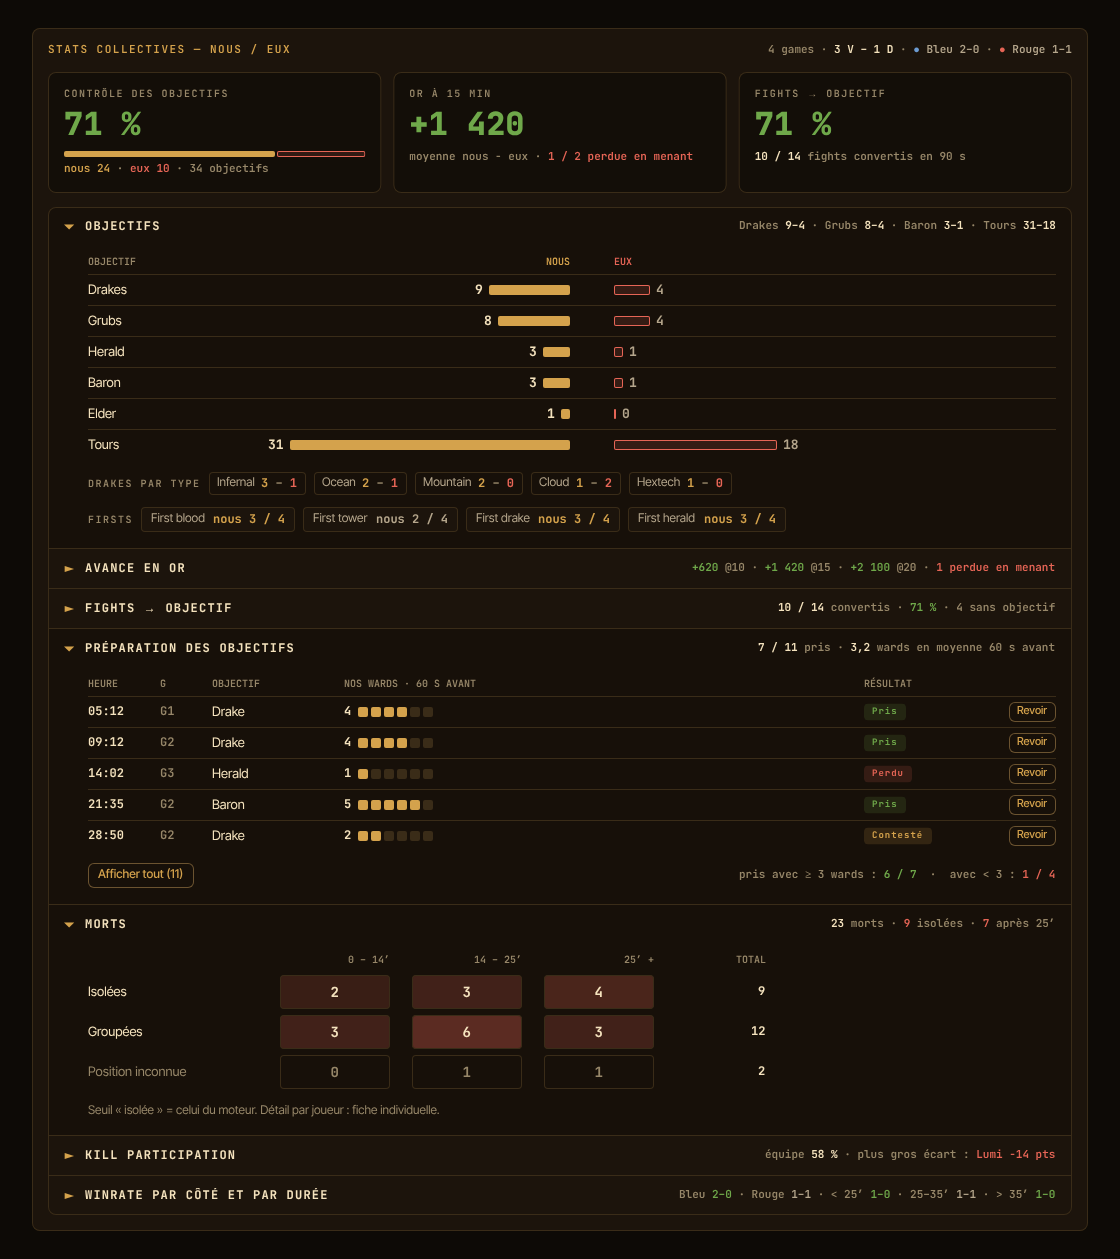 STATS COLLECTIVES — NOUS / EUX
4 games · 3 V – 1 D · ● Bleu 2–0 · ● Rouge 1–1
CONTRÔLE DES OBJECTIFS
71 %
nous 24 · eux 10 · 34 objectifs
OR À 15 MIN
+1 420
moyenne nous - eux · 1 / 2 perdue en menant
FIGHTS → OBJECTIF
71 %
10 / 14 fights convertis en 90 s
▼ OBJECTIFS
Drakes 9–4 · Grubs 8–4 · Baron 3–1 · Tours 31–18
OBJECTIF NOUS EUX
Drakes 9 4
Grubs 8 4
Herald 3 1
Baron 3 1
Elder 1 0
Tours 31 18
DRAKES PAR TYPE Infernal 3 – 1 Ocean 2 – 1 Mountain 2 – 0 Cloud 1 – 2 Hextech 1 – 0
FIRSTS First blood nous 3 / 4 First tower nous 2 / 4 First drake nous 3 / 4 First herald nous 3 / 4
► AVANCE EN OR
+620 @10 · +1 420 @15 · +2 100 @20 · 1 perdue en menant
► FIGHTS → OBJECTIF
10 / 14 convertis · 71 % · 4 sans objectif
▼ PRÉPARATION DES OBJECTIFS
7 / 11 pris · 3,2 wards en moyenne 60 s avant
HEURE G OBJECTIF NOS WARDS · 60 S AVANT RÉSULTAT
05:12 G1 Drake 4 Pris Revoir
09:12 G2 Drake 4 Pris Revoir
14:02 G3 Herald 1 Perdu Revoir
21:35 G2 Baron 5 Pris Revoir
28:50 G2 Drake 2 Contesté Revoir
Afficher tout (11)
pris avec ≥ 3 wards : 6 / 7 · avec < 3 : 1 / 4
▼ MORTS
23 morts · 9 isolées · 7 après 25’
0 – 14’ 14 – 25’ 25’ + TOTAL
Isolées 2 3 4 9
Groupées 3 6 3 12
Position inconnue 0 1 1 2
Seuil « isolée » = celui du moteur. Détail par joueur : fiche individuelle.
► KILL PARTICIPATION
équipe 58 % · plus gros écart : Lumi -14 pts
► WINRATE PAR CÔTÉ ET PAR DURÉE
Bleu 2–0 · Rouge 1–1 · < 25’ 1–0 · 25–35’ 1–1 · > 35’ 1–0